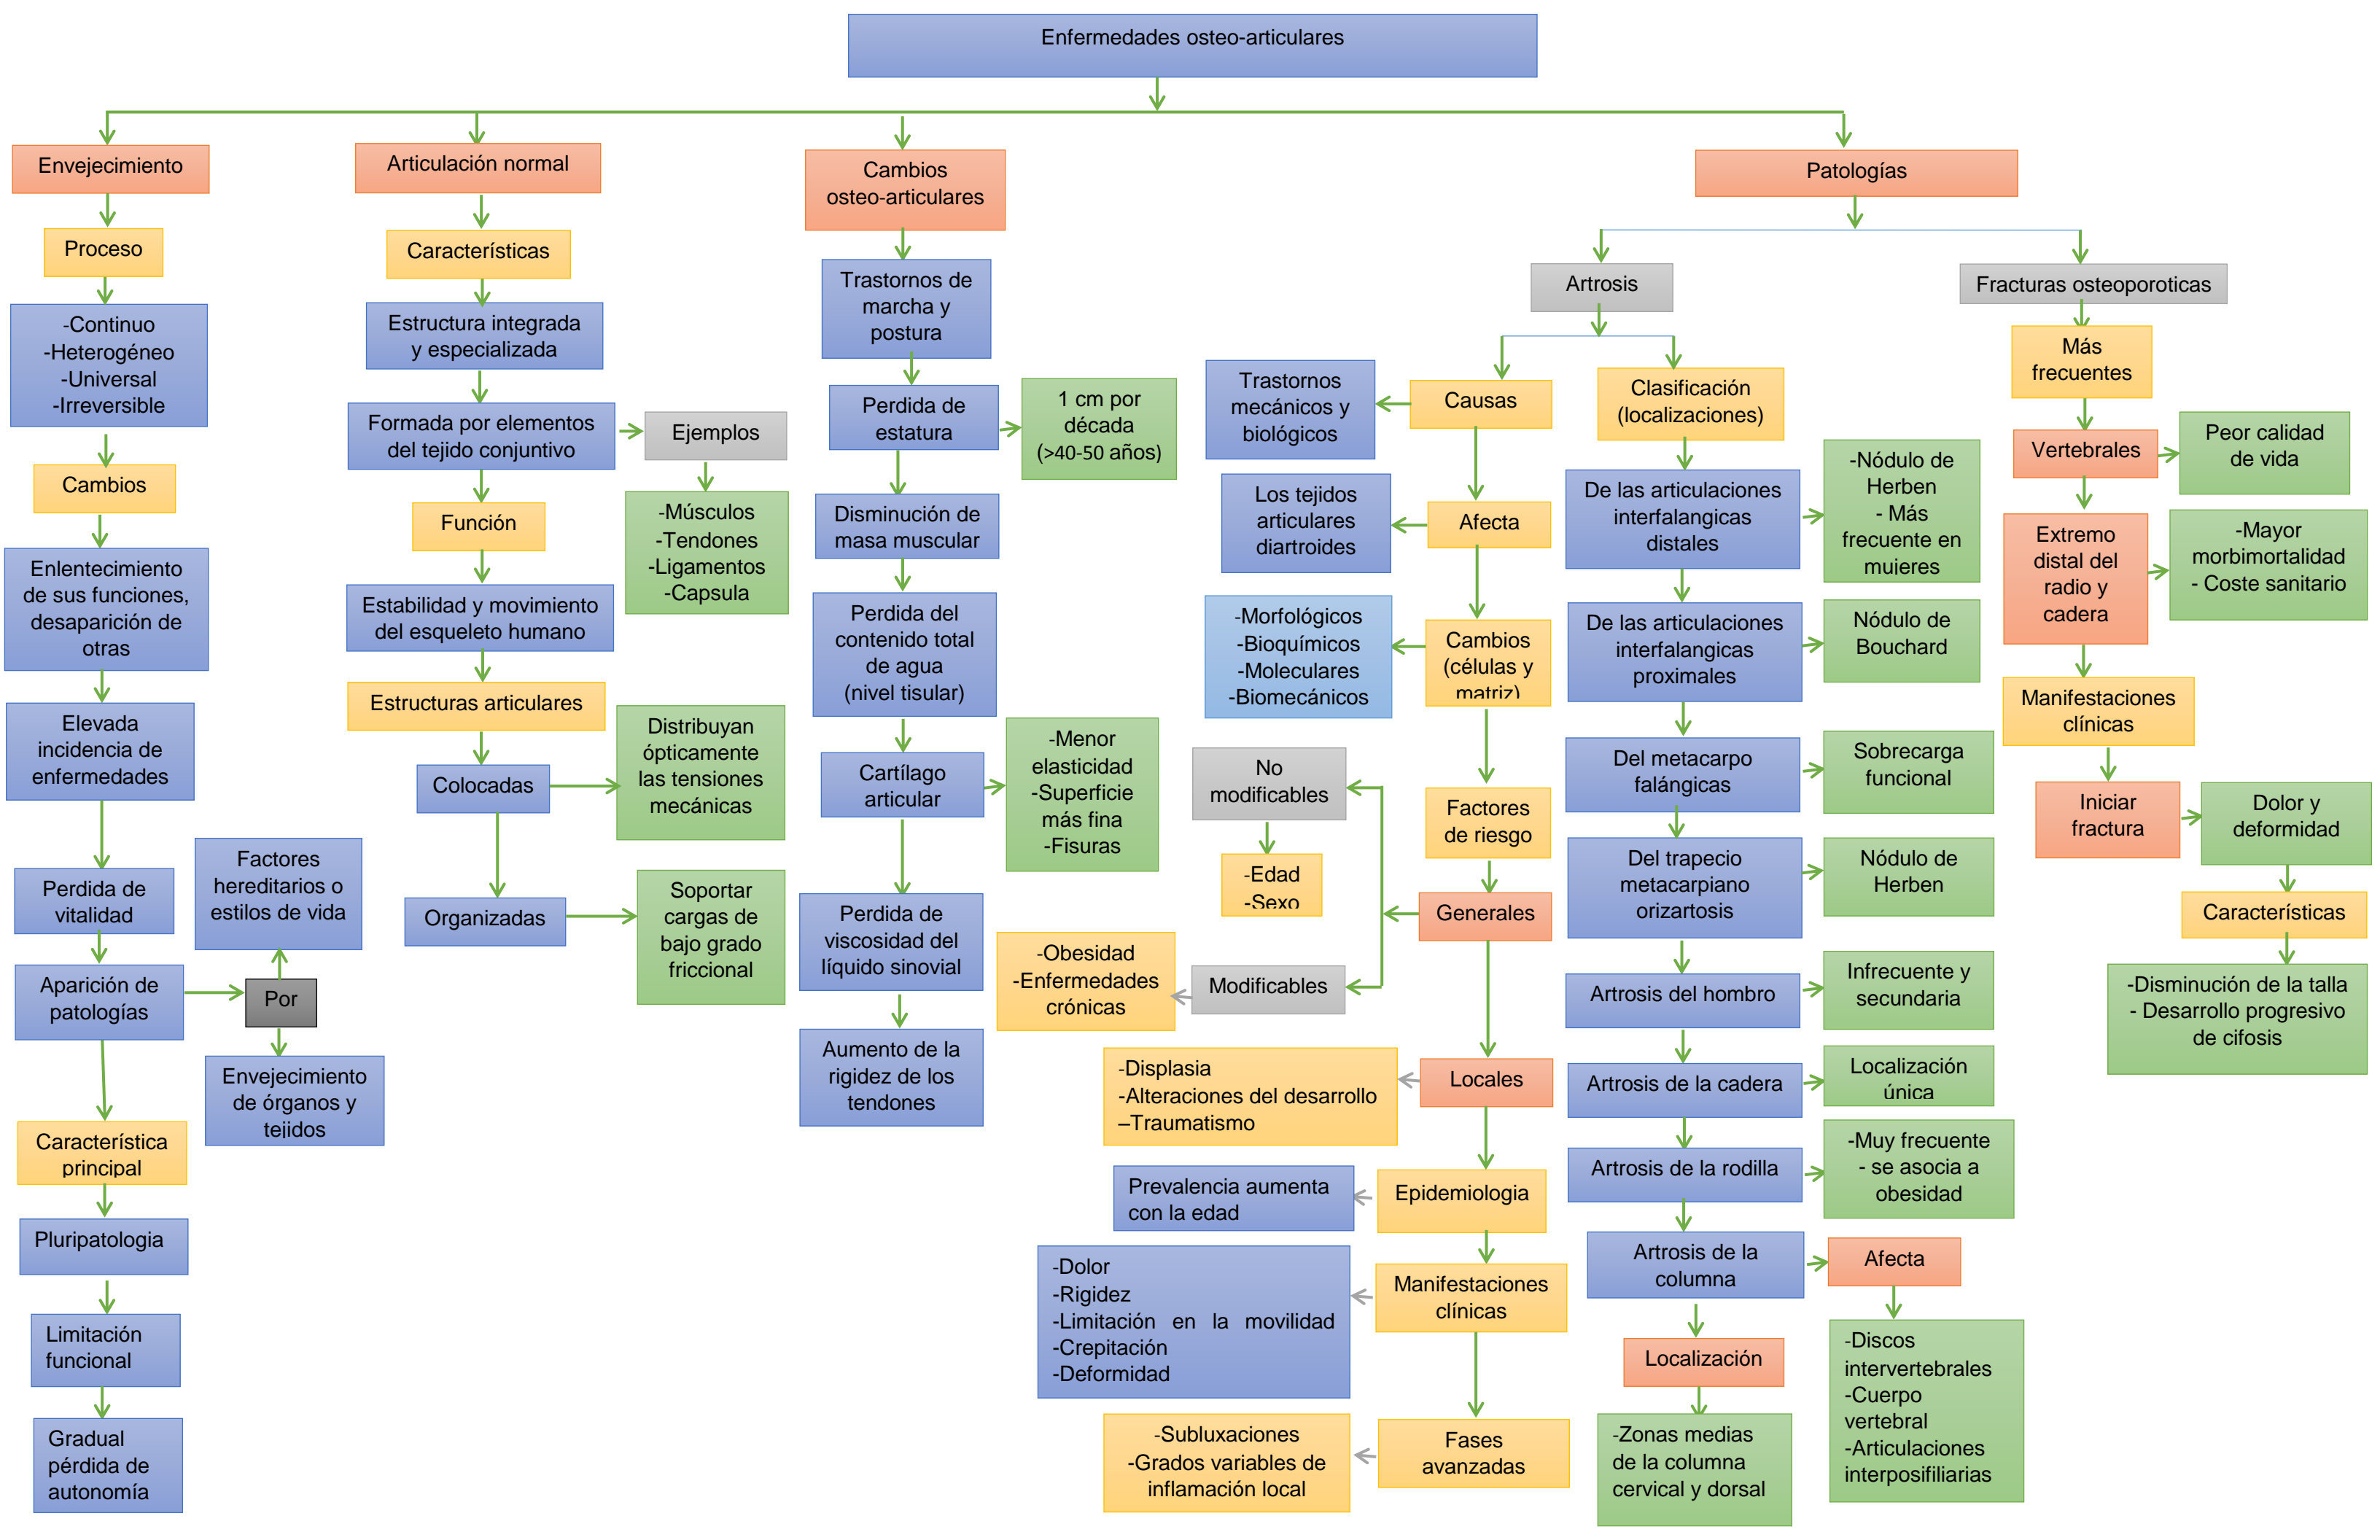 Enfermedades osteo-articulares
Envejecimiento
Proceso
-Continuo
-Heterogéneo
-Universal
-Irreversible
Cambios
Enlentecimiento
de sus funciones,
desaparición de
otras
Elevada
incidencia de
enfermedades
Perdida de
vitalidad
Aparición de
patologías
Por
Factores
hereditarios o
estilos de vida
Envejecimiento
de órganos y
tejidos
Característica
principal
Pluripatologia
Limitación
funcional
Gradual
pérdida de
autonomía
Articulación normal
Características
Estructura integrada
y especializada
Formada por elementos
del tejido conjuntivo
Ejemplos
-Músculos
-Tendones
-Ligamentos
-Capsula
Función
Estabilidad y movimiento
del esqueleto humano
Estructuras articulares
Colocadas
Distribuyan
ópticamente
las tensiones
mecánicas
Organizadas
Soportar
cargas de
bajo grado
friccional
Cambios
osteo-articulares
Trastornos de
marcha y
postura
Perdida de
estatura
1 cm por
década
(>40-50 años)
Disminución de
masa muscular
Perdida del
contenido total
de agua
(nivel tisular)
Cartílago
articular
-Menor
elasticidad
-Superficie
más fina
-Fisuras
Perdida de
viscosidad del
líquido sinovial
Aumento de la
rigidez de los
tendones
Patologías
Artrosis
Causas
Trastornos
mecánicos y
biológicos
Afecta
Los tejidos
articulares
diartroides
Cambios
(células y
matriz)
-Morfológicos
-Bioquímicos
-Moleculares
-Biomecánicos
Factores
de riesgo
Generales
No
modificables
-Edad
-Sexo
Modificables
-Obesidad
-Enfermedades
crónicas
Locales
-Displasia
-Alteraciones del desarrollo
–Traumatismo
Epidemiologia
Prevalencia aumenta
con la edad
Manifestaciones
clínicas
-Dolor
-Rigidez
-Limitación en la movilidad
-Crepitación
-Deformidad
Fases
avanzadas
-Subluxaciones
-Grados variables de
inflamación local
Clasificación
(localizaciones)
De las articulaciones
interfalangicas
distales
-Nódulo de
Herben
- Más
frecuente en
mujeres
De las articulaciones
interfalangicas
proximales
Nódulo de
Bouchard
Del metacarpo
falángicas
Sobrecarga
funcional
Del trapecio
metacarpiano
orizartosis
Nódulo de
Herben
Artrosis del hombro
Infrecuente y
secundaria
Artrosis de la cadera
Localización
única
Artrosis de la rodilla
-Muy frecuente
- se asocia a
obesidad
Artrosis de la
columna
Afecta
-Discos
intervertebrales
-Cuerpo
vertebral
-Articulaciones
interposifiliarias
Localización
-Zonas medias
de la columna
cervical y dorsal
Fracturas osteoporoticas
Más
frecuentes
Vertebrales
Peor calidad
de vida
Extremo
distal del
radio y
cadera
-Mayor
morbimortalidad
- Coste sanitario
Manifestaciones
clínicas
Iniciar
fractura
Dolor y
deformidad
Características
-Disminución de la talla
- Desarrollo progresivo
de cifosis